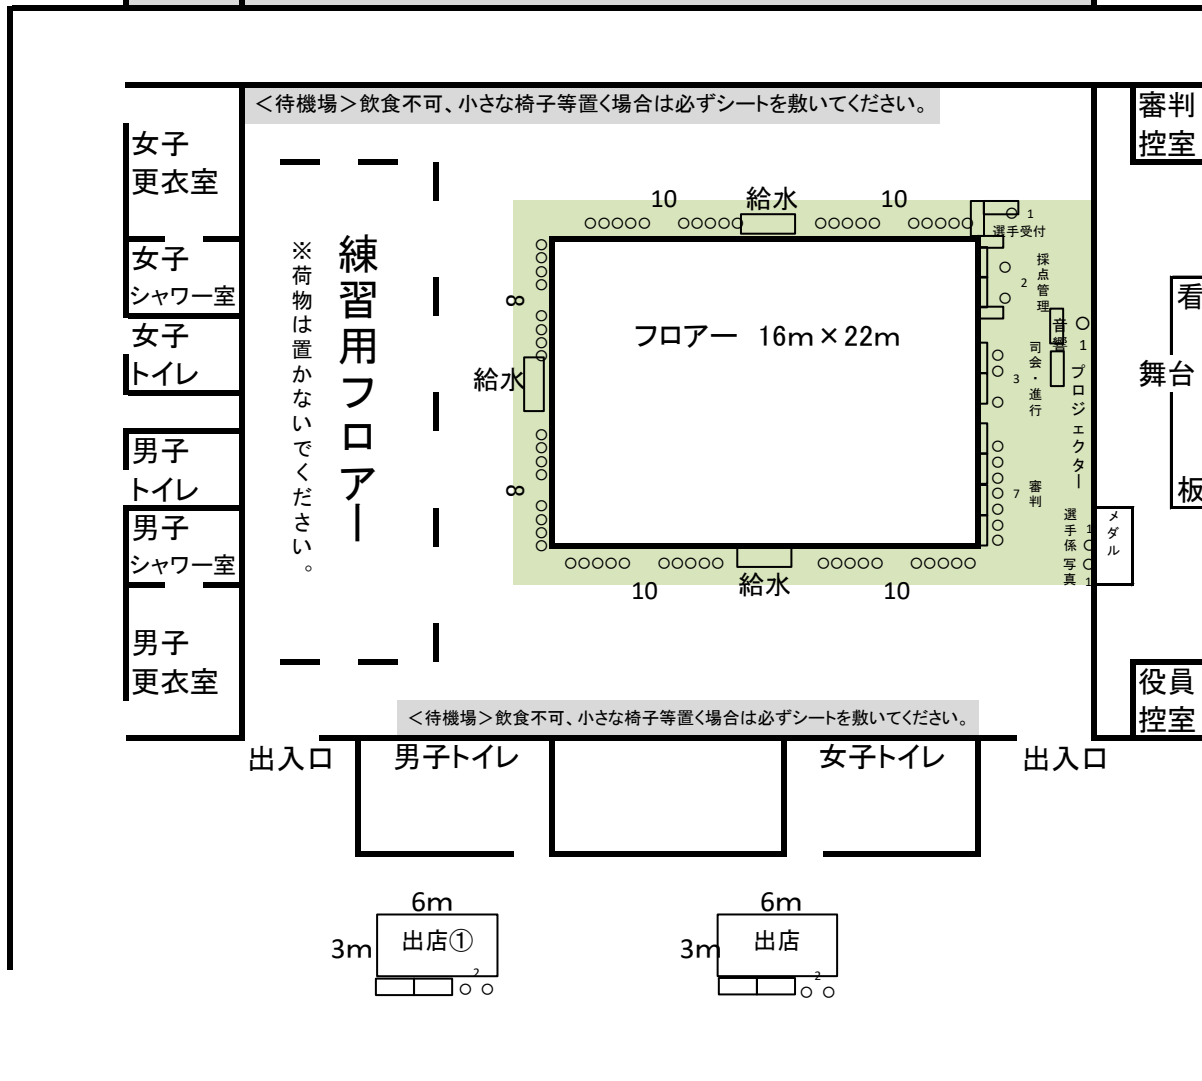 ＜待機場＞飲食不可、小さな椅子等置く場合は必ずシートを敷いてください。
審判
控室
女子
更衣室
女子
シャワー室
女子
トイレ
男子
トイレ
男子
シャワー室
男子
更衣室
練習用フロアー
※荷物は置かないでください。
10
給水
10
○○○○○
○○○○○
○○○○○
○○○○○
○ 1
選手受付
○○○○
8
○○○○
給水
○○○○
8
○○○○
フロアー 16m×22m
○
○
2
採点管理
音響
○
1
○○
○
3
司会・進行
プロジェクター
○○○○○○○
7
審判
選手係
1
○
写真
○
1
メダル
○○○○○
○○○○○
○○○○○
○○○○○
10
給水
10
看
舞台
板
役員
控室
＜待機場＞飲食不可、小さな椅子等置く場合は必ずシートを敷いてください。
出入口
男子トイレ
女子トイレ
出入口
6m
3m
出店①
2
○ ○
6m
3m
出店
2
○ ○